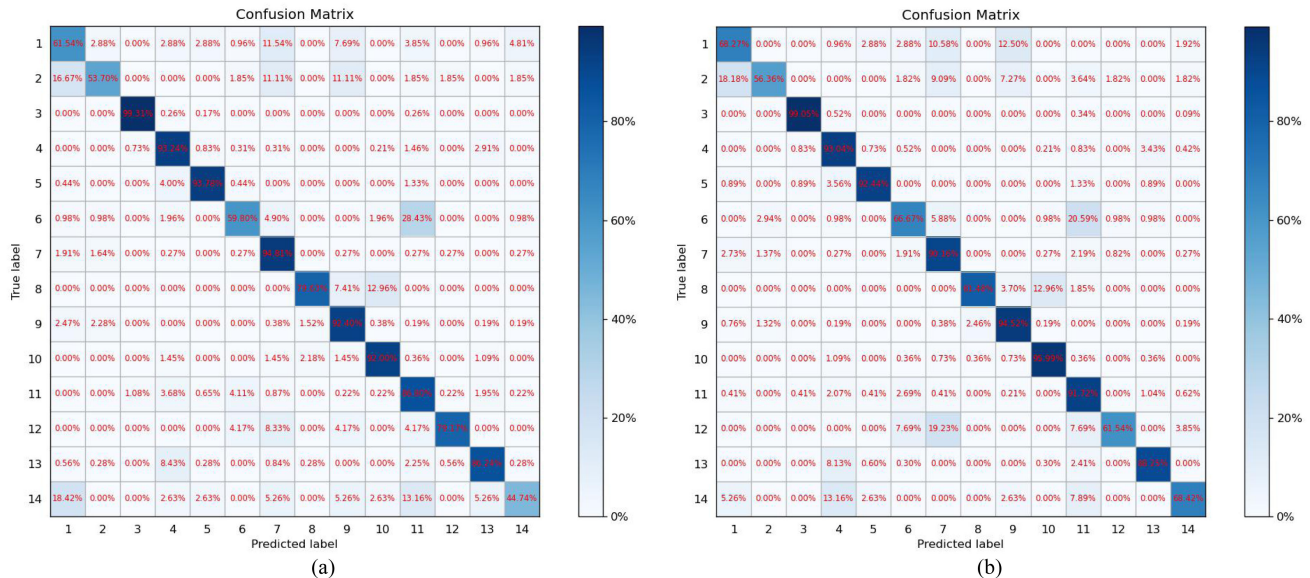 Confusion Matrix
1 61.54% 2.88% 0.00% 2.88% 2.88% 0.96% 11.54% 0.00% 7.69% 0.00% 3.85% 0.00% 0.96% 4.81%
2 16.67% 53.70% 0.00% 0.00% 0.00% 1.85% 11.11% 0.00% 11.11% 0.00% 1.85% 1.85% 0.00% 1.85%
3 0.00% 0.00% 0.26% 0.17% 0.00% 0.00% 0.00% 0.00% 0.00% 0.26% 0.00% 0.00% 0.00%
4 0.00% 0.00% 0.73% 0.83% 0.31% 0.31% 0.00% 0.00% 0.21% 1.46% 0.00% 2.91% 0.00%
5 0.44% 0.00% 0.00% 4.00% 0.44% 0.00% 0.00% 0.00% 0.00% 1.33% 0.00% 0.00% 0.00%
6 0.98% 0.98% 0.00% 1.96% 0.00% 59.80% 4.90% 0.00% 0.00% 1.96% 28.43% 0.00% 0.00% 0.98%
7 1.91% 1.64% 0.00% 0.27% 0.00% 0.27% 0.00% 0.27% 0.00% 0.27% 0.27% 0.00% 0.27%
8 0.00% 0.00% 0.00% 0.00% 0.00% 0.00% 0.00% 7.41% 12.96% 0.00% 0.00% 0.00% 0.00%
9 2.47% 2.28% 0.00% 0.00% 0.00% 0.00% 0.38% 1.52% 0.38% 0.19% 0.00% 0.19% 0.19%
10 0.00% 0.00% 0.00% 1.45% 0.00% 0.00% 1.45% 2.18% 1.45% 0.36% 0.00% 1.09% 0.00%
11 0.00% 0.00% 1.08% 3.68% 0.65% 4.11% 0.87% 0.00% 0.22% 0.22% 0.22% 1.95% 0.22%
12 0.00% 0.00% 0.00% 0.00% 0.00% 4.17% 8.33% 0.00% 4.17% 0.00% 4.17% 79.17% 0.00% 0.00%
13 0.56% 0.28% 0.00% 8.43% 0.28% 0.00% 0.84% 0.28% 0.00% 0.00% 2.25% 0.56% 0.28%
14 18.42% 0.00% 0.00% 2.63% 2.63% 0.00% 5.26% 0.00% 5.26% 2.63% 13.16% 0.00% 5.26% 44.74%
1 2 3 4 5 6 7 8 9 10 11 12 13 14
Predicted label
True label
80%
60%
40%
20%
0%
(a)
Confusion Matrix
1 68.27% 0.00% 0.00% 0.96% 2.88% 2.88% 10.58% 0.00% 12.50% 0.00% 0.00% 0.00% 0.00% 1.92%
2 18.18% 56.36% 0.00% 0.00% 0.00% 1.82% 9.09% 0.00% 7.27% 0.00% 3.64% 1.82% 0.00% 1.82%
3 0.00% 0.00% 99.05% 0.52% 0.00% 0.00% 0.00% 0.00% 0.00% 0.00% 0.34% 0.00% 0.00% 0.09%
4 0.00% 0.00% 0.83% 0.73% 0.52% 0.00% 0.00% 0.00% 0.21% 0.83% 0.00% 3.43% 0.42%
5 0.89% 0.00% 0.89% 3.56% 92.44% 0.00% 0.00% 0.00% 0.00% 0.00% 1.33% 0.00% 0.89% 0.00%
6 0.00% 2.94% 0.00% 0.98% 0.00% 66.67% 5.88% 0.00% 0.00% 0.98% 20.59% 0.98% 0.98% 0.00%
7 2.73% 1.37% 0.00% 0.27% 0.00% 1.91% 0.00% 0.27% 0.00% 2.19% 0.82% 0.00% 0.27%
8 0.00% 0.00% 0.00% 0.00% 0.00% 0.00% 0.00% 3.70% 12.96% 1.85% 0.00% 0.00% 0.00%
9 0.76% 1.32% 0.00% 0.19% 0.00% 0.00% 0.38% 2.46% 0.19% 0.00% 0.00% 0.00% 0.19%
10 0.00% 0.00% 0.00% 1.09% 0.00% 0.36% 0.73% 0.36% 0.73% 0.36% 0.00% 0.36% 0.00%
11 0.41% 0.00% 0.41% 2.07% 0.41% 2.69% 0.41% 0.00% 0.21% 0.00% 0.00% 1.04% 0.62%
12 0.00% 0.00% 0.00% 0.00% 0.00% 7.69% 19.23% 0.00% 0.00% 0.00% 7.69% 61.54% 0.00% 3.85%
13 0.00% 0.00% 0.00% 8.13% 0.60% 0.30% 0.00% 0.00% 0.00% 0.30% 2.41% 0.00% 0.00%
14 5.26% 0.00% 0.00% 13.16% 2.63% 0.00% 0.00% 0.00% 2.63% 0.00% 7.89% 0.00% 0.00% 68.42%
1 2 3 4 5 6 7 8 9 10 11 12 13 14
Predicted label
True label
80%
60%
40%
20%
0%
(b)